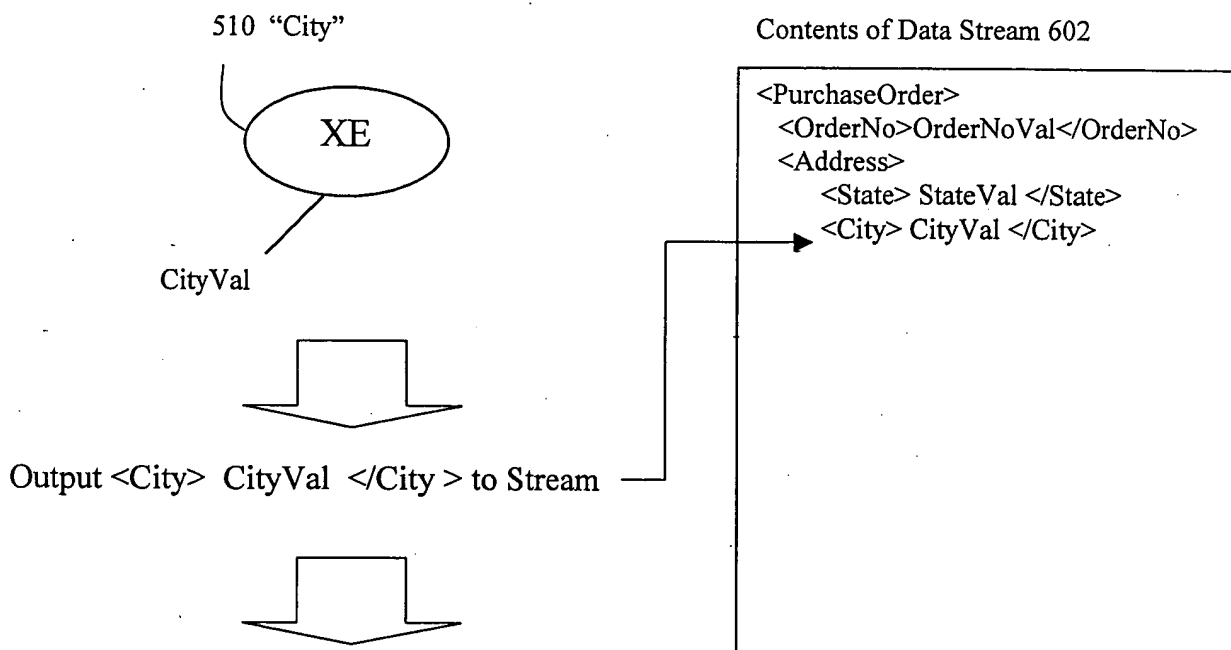 510 “City”
XE
CityVal
Output <City> CityVal </City > to Stream
Contents of Data Stream 602
<PurchaseOrder>
<OrderNo>OrderNoVal</OrderNo>
<Address>
<State> StateVal </State>
<City> CityVal </City>